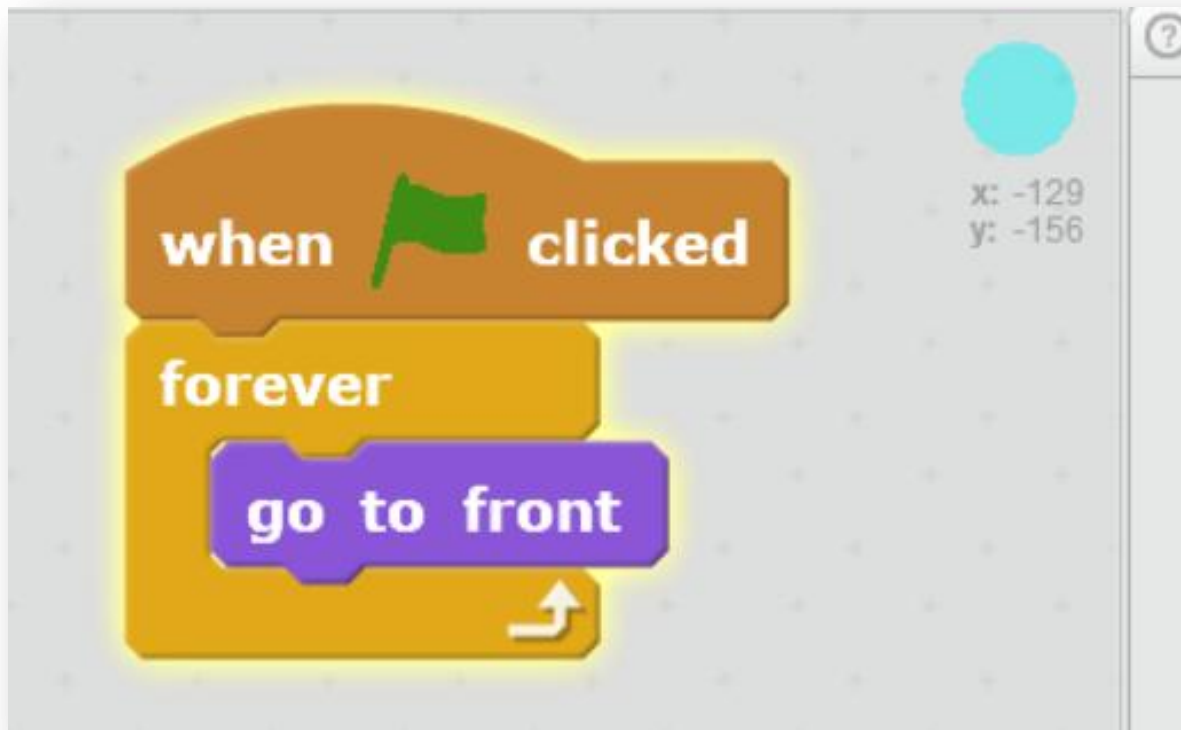 ?
x: -129
y: -156
when clicked
forever
go to front